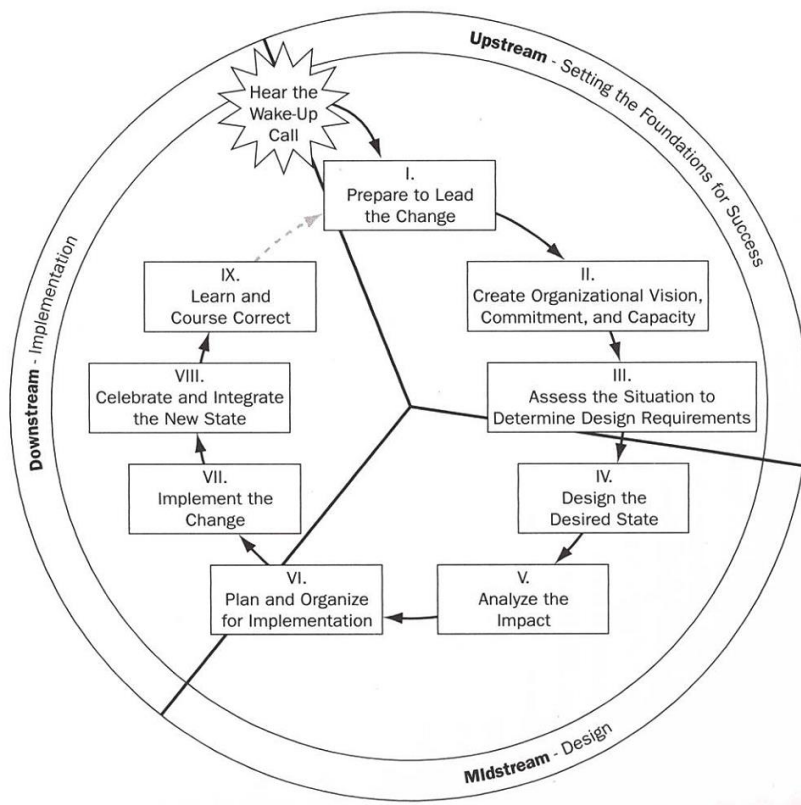 Upstream - Setting the Foundations for Success
Hear the
Wake-Up
Call
I.
Prepare to Lead
the Change
II.
Create Organizational Vision,
Commitment, and Capacity
III.
Assess the Situation to
Determine Design Requirements
IV.
Design the
Desired State
V.
Analyze the
Impact
VI.
Plan and Organize
for Implementation
VII.
Implement the
Change
VIII.
Celebrate and Integrate
the New State
IX.
Learn and
Course Correct
MIdstream - Design
Downstream - Implementation